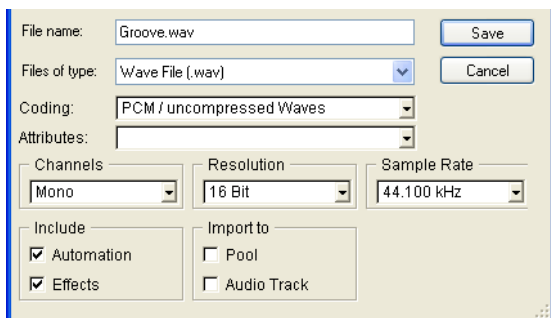 File name: Groove.wav Save
Files of type: Wave File (.wav) Cancel
Coding: PCM / uncompressed Waves
Attributes:
Channels Resolution Sample Rate
Mono 16 Bit 44.100 kHz
Include Import to
Automation Pool
Effects Audio Track